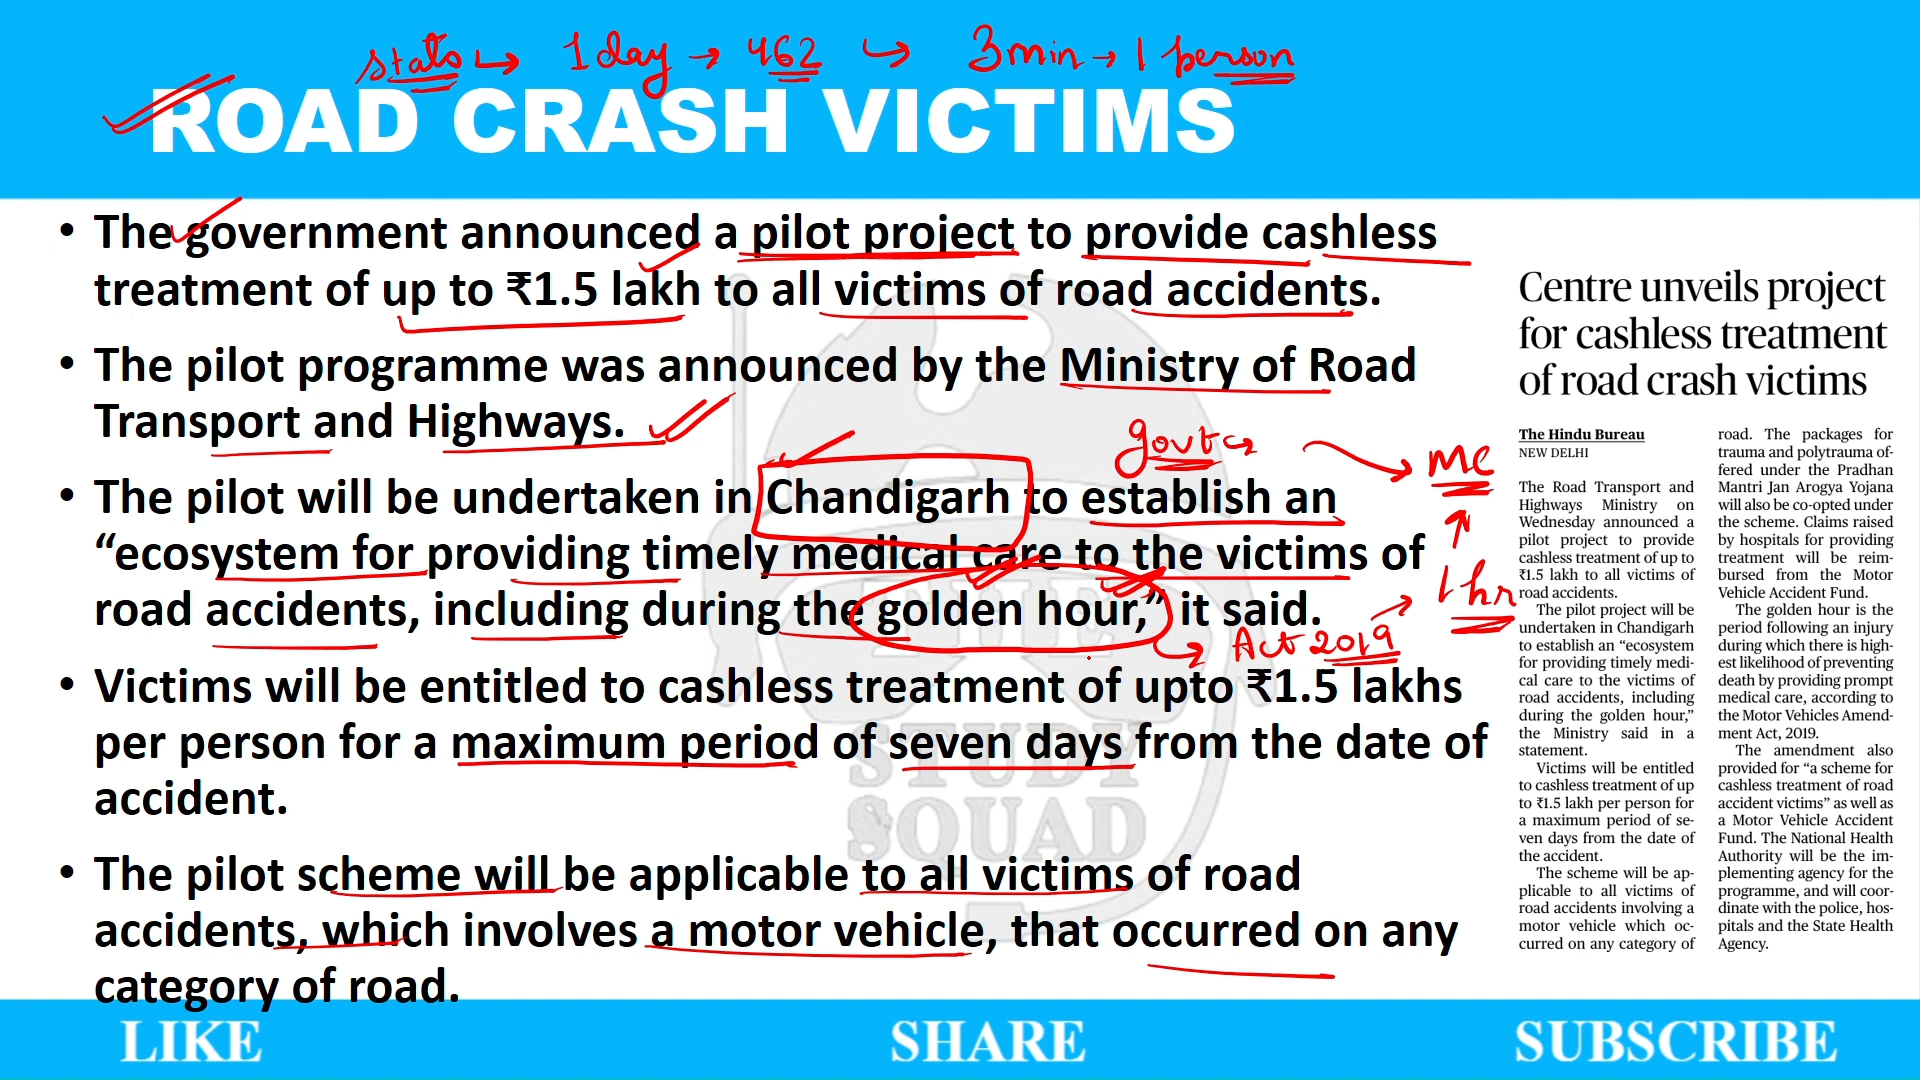 stats ↳ 1 day → 462 ↪ 3 min → 1 person
ROAD CRASH VICTIMS
• The government announced a pilot project to provide cashless
treatment of up to ₹1.5 lakh to all victims of road accidents.
• The pilot programme was announced by the Ministry of Road
Transport and Highways.
• The pilot will be undertaken in Chandigarh to establish an
“ecosystem for providing timely medical care to the victims of
road accidents, including during the golden hour,” it said.
govt
mc
1 hr
Act 2019
• Victims will be entitled to cashless treatment of upto ₹1.5 lakhs
per person for a maximum period of seven days from the date of
accident.
• The pilot scheme will be applicable to all victims of road
accidents, which involves a motor vehicle, that occurred on any
category of road.
THE
STUDY
SQUAD
Centre unveils project
for cashless treatment
of road crash victims
The Hindu Bureau
NEW DELHI
The Road Transport and
Highways Ministry on
Wednesday announced a
pilot project to provide
cashless treatment of up to
₹1.5 lakh to all victims of
road accidents.
The pilot project will be
undertaken in Chandigarh
to establish an “ecosystem
for providing timely medi-
cal care to the victims of
road accidents, including
during the golden hour,”
the Ministry said in a
statement.
Victims will be entitled
to cashless treatment of up
to ₹1.5 lakh per person for
a maximum period of se-
ven days from the date of
the accident.
The scheme will be ap-
plicable to all victims of
road accidents involving a
motor vehicle which oc-
curred on any category of
road. The packages for
trauma and polytrauma of-
fered under the Pradhan
Mantri Jan Arogya Yojana
will also be co-opted under
the scheme. Claims raised
by hospitals for providing
treatment will be reim-
bursed from the Motor
Vehicle Accident Fund.
The golden hour is the
period following an injury
during which there is high-
est likelihood of preventing
death by providing prompt
medical care, according to
the Motor Vehicles Amend-
ment Act, 2019.
The amendment also
provided for “a scheme for
cashless treatment of road
accident victims” as well as
a Motor Vehicle Accident
Fund. The National Health
Authority will be the im-
plementing agency for the
programme, and will coor-
dinate with the police, hos-
pitals and the State Health
Agency.
LIKE
SHARE
SUBSCRIBE